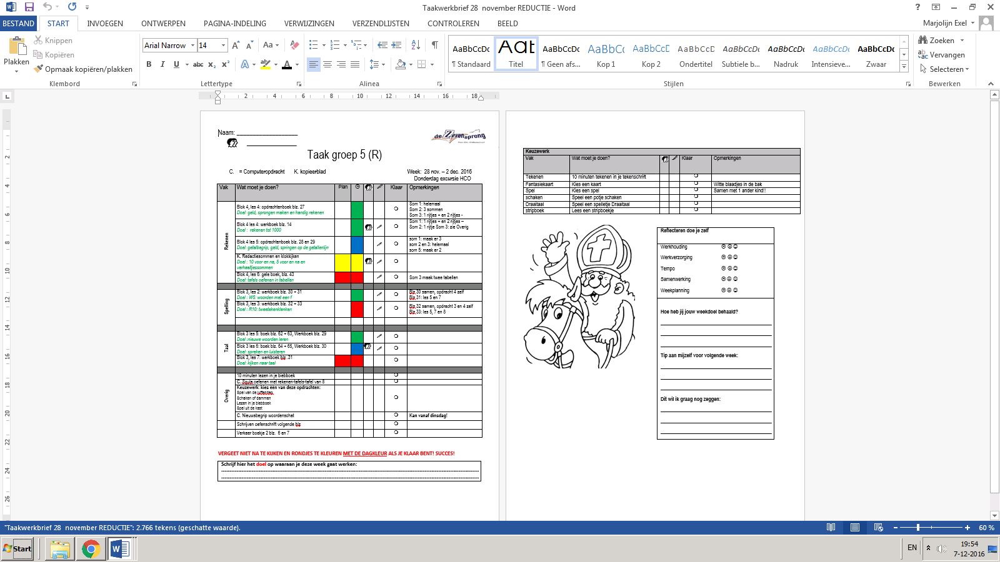 Taakwerkbrief 28  november REDUCTIE - Word
BESTAND START INVOEGEN ONTWERPEN PAGINA-INDELING VERWIJZINGEN VERZENDLIJSTEN CONTROLEREN BEELD Marjolijn Exel
Plakken
Knippen
Kopiëren
Opmaak kopiëren/plakken
Klembord
Arial Narrow 14
Lettertype
Alinea
AaBbCcDc AaB AaBbCcDc AaBbCc AaBbCcD AaBbCcD AaBbCcDc AaBbCcDc AaBbCcDc AaBbCcDc
¶ Standaard Titel ¶ Geen afs... Kop 1 Kop 2 Ondertitel Subtiele b... Nadruk Intensieve... Zwaar
Stijlen
Zoeken
Vervangen
Selecteren
Bewerken
2 4 6 8 10 12 14 16 18
2
4
6
8
10
12
14
16
18
20
22
24
26
Naam: ___________________
de Zevensprong
Taak groep 5 (R)
C. = Computeropdracht K. kopieerblad Week: 28 nov. – 2 dec. 2016
Donderdag excursie HCO
Vak Wat moet je doen? Plan Klaar Opmerkingen
Rekenen
Blok 4, les 4: opdrachtenboek blz. 27
Doel: geld, sprongen maken en handig rekenen
Som 1: helemaal
Som 2: 3 sommen
Som 3: 1 rijtjes + en 2 rijtjes -
Blok 4 les 4: werkboek blz. 14
Doel : rekenen tot 1000
Som 1: 1 rijtjes + en 2 rijtjes –
Som 2: 1 rijtje Som 3: zie Overig
Blok 4 les 5: opdrachtenboek blz. 28 en 29
Doel: getalbegrip, geld, springen op de getallenlijn
som 1: maak er 3
som 2 en 3: helemaal
som 5: maak er 2
K. Redactiesommen en klokkijken
Doel : 10 voor en na, 5 voor en na en
verhaaltjessommen
Blok 4, les 6: gele boek, blz. 43
Doel: tafels oefenen in tabellen
Som 3 maak twee tabellen
Spelling
Blok 3, les 2: werkboek blz. 30 + 31
Doel : W5: woorden met een f
Blz 30 samen, opdracht 4 zelf
Blz 31: les 5 en 7
Blok 3, les 3: werkboek blz. 32 + 33
Doel : R10: tweetekenklanken
Blz 32 samen, opdracht 3 en 4 zelf
Blz 33: les 5, 7 en 8
Taal
Blok 3 les 5: boek blz. 62 + 63, Werkboek blz. 29
Doel :nieuwe woorden leren
Blok 3 les 6: boek blz. 64 + 65, Werkboek blz. 30
Doel: spreken en luisteren
Blok 3, les 7: werkboek blz .31
Doel: kijken naar taal
Overig
10 minuten lezen in je biebboek
C. Squla oefenen met rekenen-tafels-tafel van 8
Keuzewerk: kies een van deze opdrachten:
Spel van de juffendag
Schaken of dammen
Lezen in je biebboek
Spel uit de kast
C. Nieuwsbegrip woordenschat Kan vanaf dinsdag!
Schrijven oefenschrift volgende blz
Verkeer boekje 2 blz. 6 en 7
VERGEET NIET NA TE KIJKEN EN RONDJES TE KLEUREN MET DE DAGKLEUR ALS JE KLAAR BENT! SUCCES!
Schrijf hier het doel op waaraan je deze week gaat werken:
Keuzewerk
Vak Wat moet je doen? Klaar Opmerkingen
Tekenen 10 minuten tekenen in je tekenschrift
Fantasiekaart Kies een kaart Witte blaadjes in de bak
Spel Kies een spel Samen met 1 ander kind!!
schaken Speel een potje schaken
Draaitaal Speel een spelletje Draaitaal
stripboek Lees een stripboekje
Reflecteren doe je zelf
Werkhouding
Werkverzorging
Tempo
Samenwerking
Weekplanning
Hoe heb jij jouw weekdoel behaald?
Tip aan mijzelf voor volgende week:
Dit wil ik graag nog zeggen:
"Taakwerkbrief 28  november REDUCTIE": 2.766 tekens (geschatte waarde). 60 %
Start EN 19:54
7-12-2016